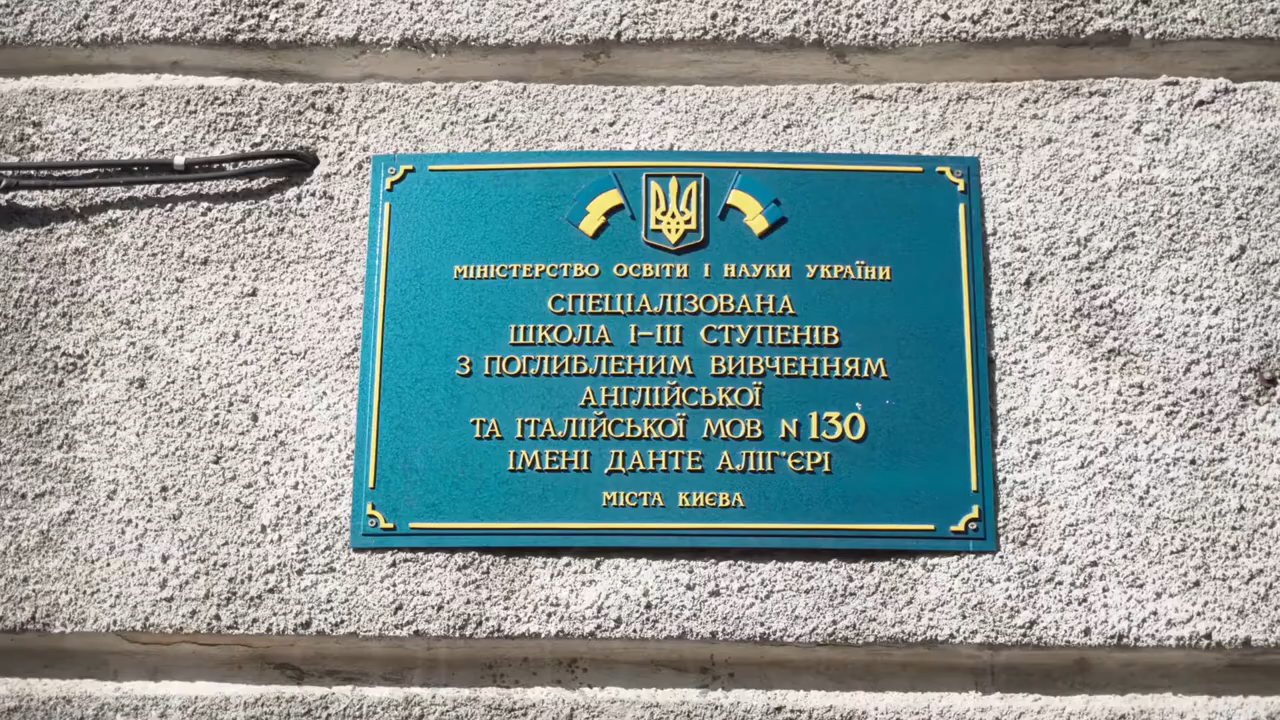 МІНІСТЕРСТВО ОСВІТИ І НАУКИ УКРАЇНИ
СПЕЦІАЛІЗОВАНА
ШКОЛА І–ІІІ СТУПЕНІВ
З ПОГЛИБЛЕНИМ ВИВЧЕННЯМ
АНГЛІЙСЬКОЇ
ТА ІТАЛІЙСЬКОЇ МОВ N 130
ІМЕНІ ДАНТЕ АЛІГ'ЄРІ
МІСТА КИЄВА